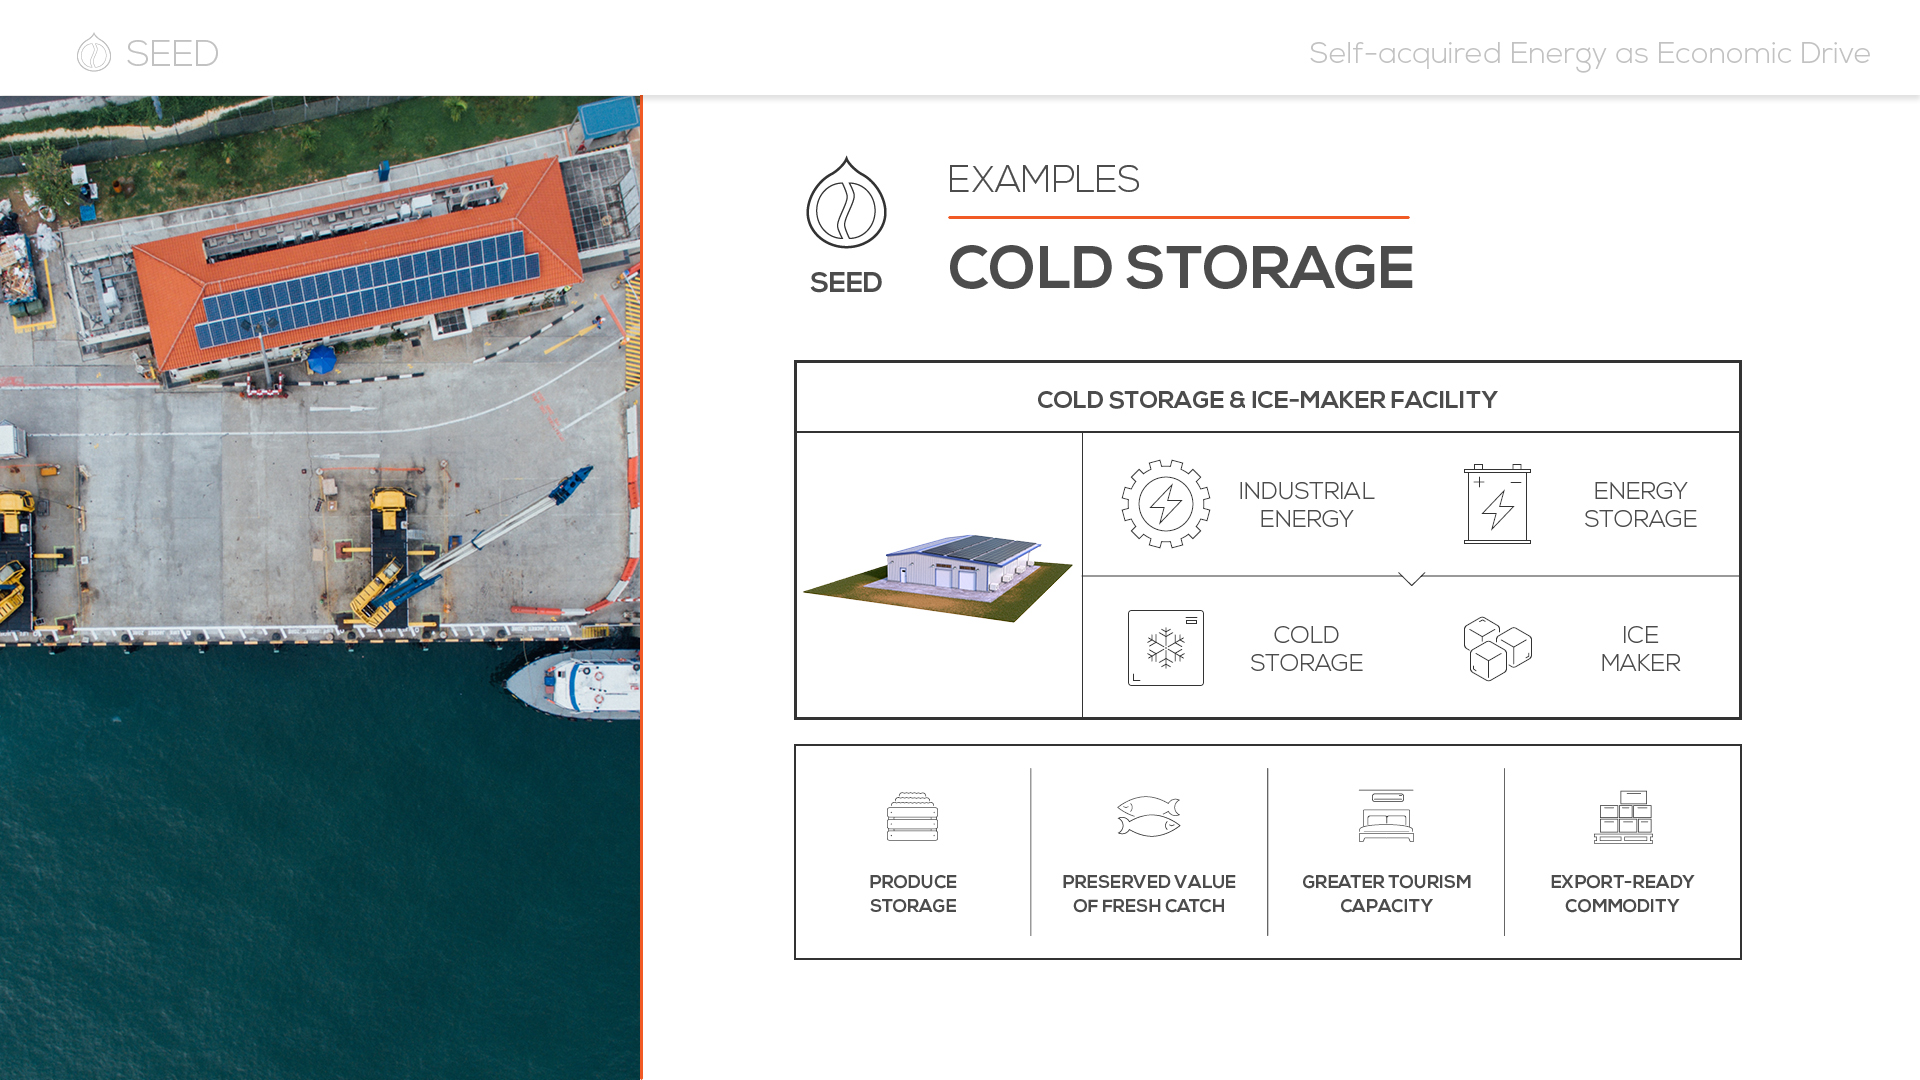 SEED
Self-acquired Energy as Economic Drive
SEED
EXAMPLES
COLD STORAGE
COLD STORAGE & ICE-MAKER FACILITY
INDUSTRIAL
ENERGY
ENERGY
STORAGE
COLD
STORAGE
ICE
MAKER
PRODUCE
STORAGE
PRESERVED VALUE
OF FRESH CATCH
GREATER TOURISM
CAPACITY
EXPORT-READY
COMMODITY